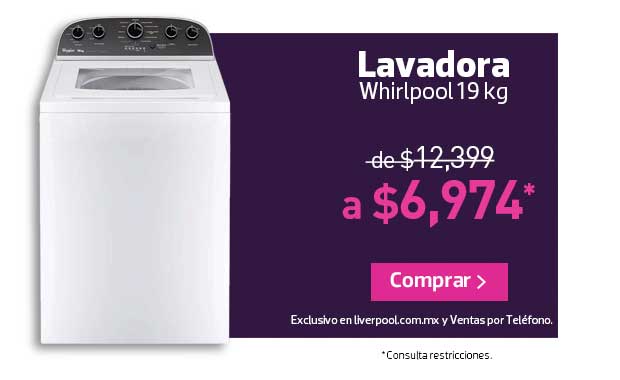 Whirlpool
Lavadora
Whirlpool 19 kg
de $12,399
a $6,974*
Comprar >
Exclusivo en liverpool.com.mx y Ventas por Teléfono.
*Consulta restricciones.